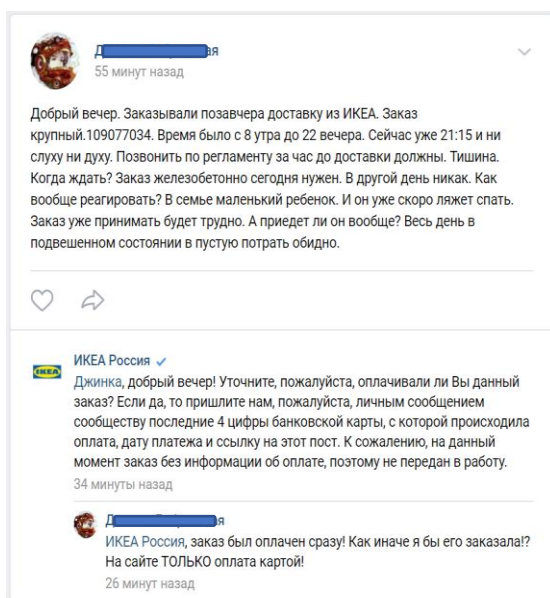 55 минут назад
Добрый вечер. Заказывали позавчера доставку из ИКЕА. Заказ
крупный.109077034. Время было с 8 утра до 22 вечера. Сейчас уже 21:15 и ни
слуху ни духу. Позвонить по регламенту за час до доставки должны. Тишина.
Когда ждать? Заказ железобетонно сегодня нужен. В другой день никак. Как
вообще реагировать? В семье маленький ребенок. И он уже скоро ляжет спать.
Заказ уже принимать будет трудно. А приедет ли он вообще? Весь день в
подвешенном состоянии в пустую потрать обидно.
ИКЕА Россия
IKEA
Джинка, добрый вечер! Уточните, пожалуйста, оплачивали ли Вы данный
заказ? Если да, то пришлите нам, пожалуйста, личным сообщением
сообществу последние 4 цифры банковской карты, с которой происходила
оплата, дату платежа и ссылку на этот пост. К сожалению, на данный
момент заказ без информации об оплате, поэтому не передан в работу.
34 минуты назад
ИКЕА Россия, заказ был оплачен сразу! Как иначе я бы его заказала!?
На сайте ТОЛЬКО оплата картой!
26 минут назад